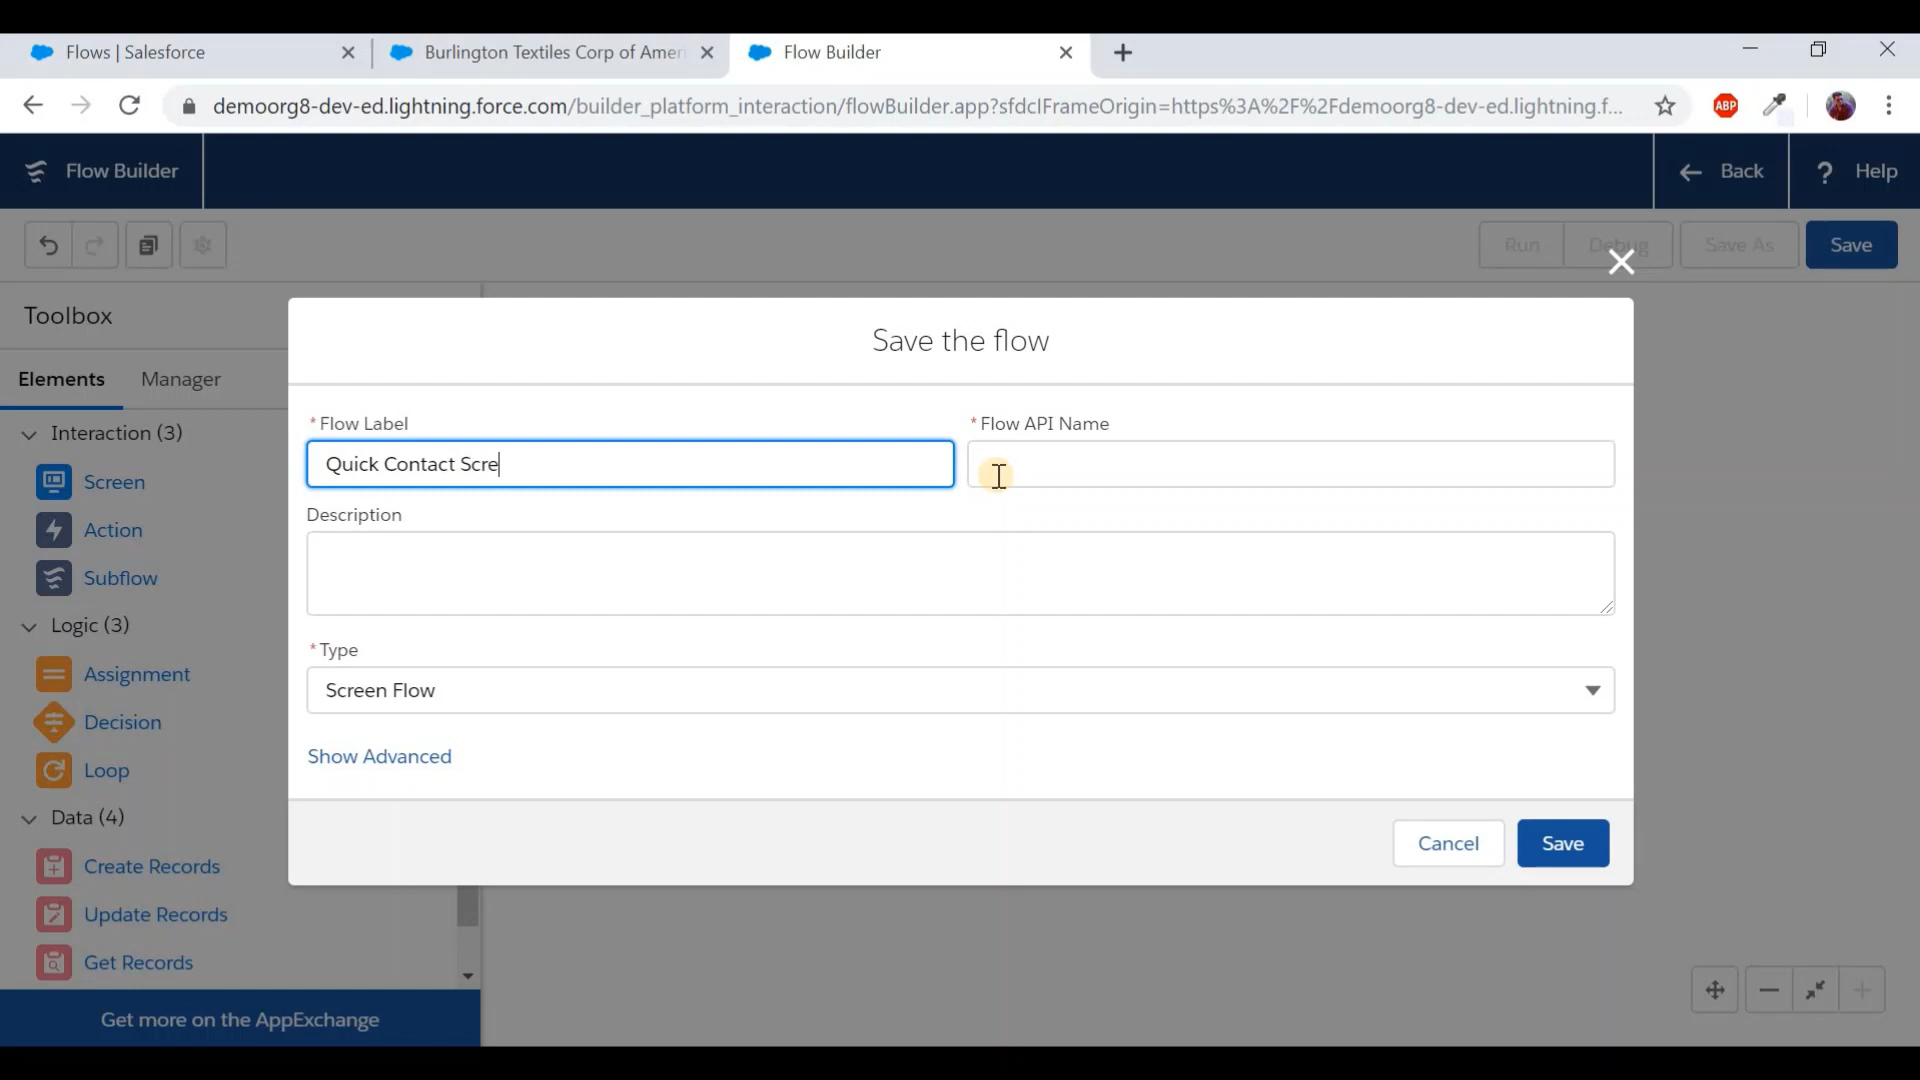 Flows | Salesforce
Burlington Textiles Corp of Amer
Flow Builder
demoorg8-dev-ed.lightning.force.com/builder_platform_interaction/flowBuilder.app?sfdcIFrameOrigin=https%3A%2F%2Fdemoorg8-dev-ed.lightning.f...
ABP
Flow Builder
Back
? Help
Run
Debug
Save As
Save
Toolbox
Elements
Manager
Interaction (3)
Screen
Action
Subflow
Logic (3)
Assignment
Decision
Loop
Data (4)
Create Records
Update Records
Get Records
Get more on the AppExchange
Save the flow
* Flow Label
Quick Contact Scre
* Flow API Name
Description
* Type
Screen Flow
Show Advanced
Cancel
Save